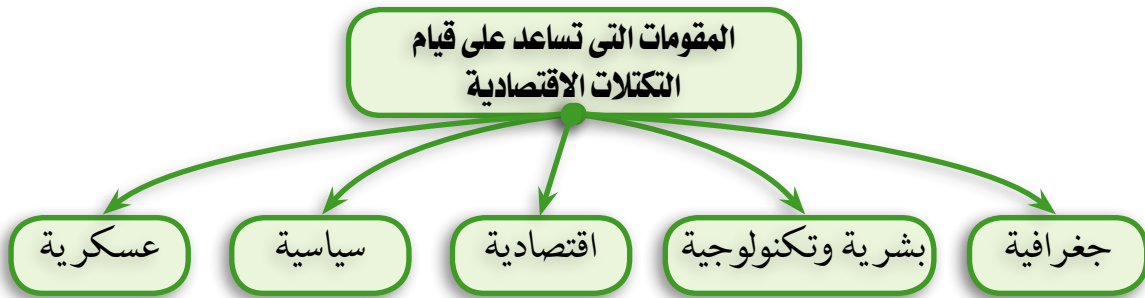 المقومات التى تساعد على قيام
التكتلات الاقتصادية
جغرافية
بشرية وتكنولوجية
اقتصادية
سياسية
عسكرية